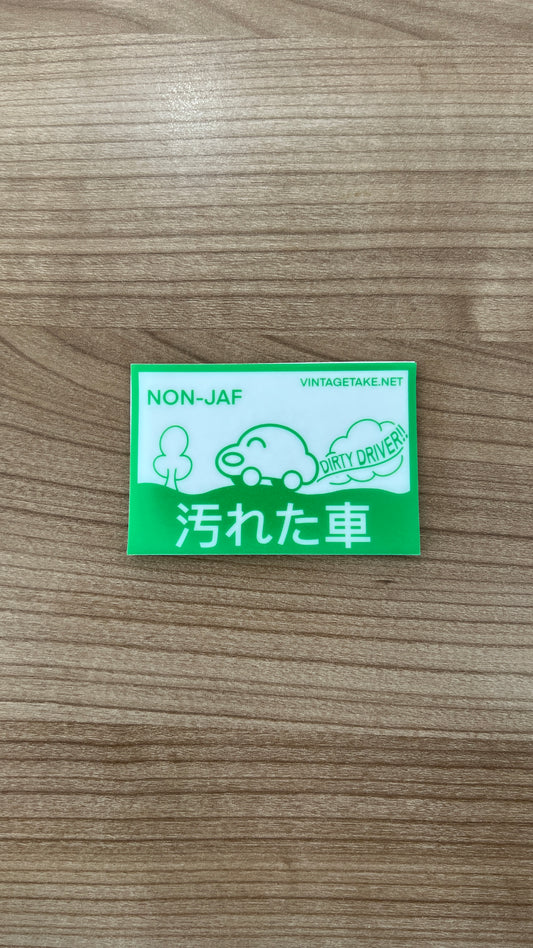 VINTAGETAKE.NET
NON-JAF
DIRTY DRIVER!!
汚れた車